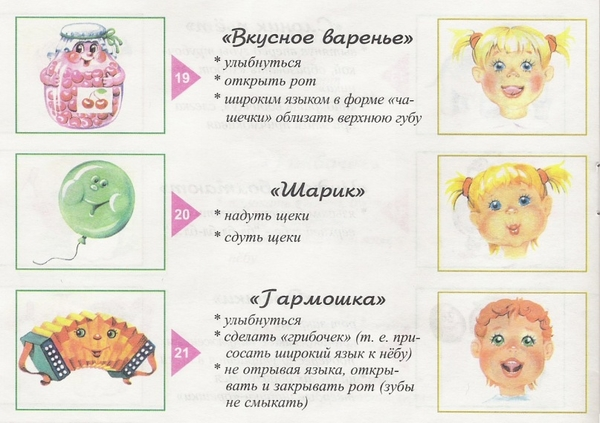 «Вкусное варенье»
19
* улыбнуться
* открыть рот
* широким языком в форме «ча-
шечки» облизать верхнюю губу
«Шарик»
20
* надуть щеки
* сдуть щеки
«Гармошка»
21
* улыбнуться
* сделать «грибочек» (т. е. при-
сосать широкий язык к нёбу)
* не отрывая языка, откры-
вать и закрывать рот (зубы
не смыкать)